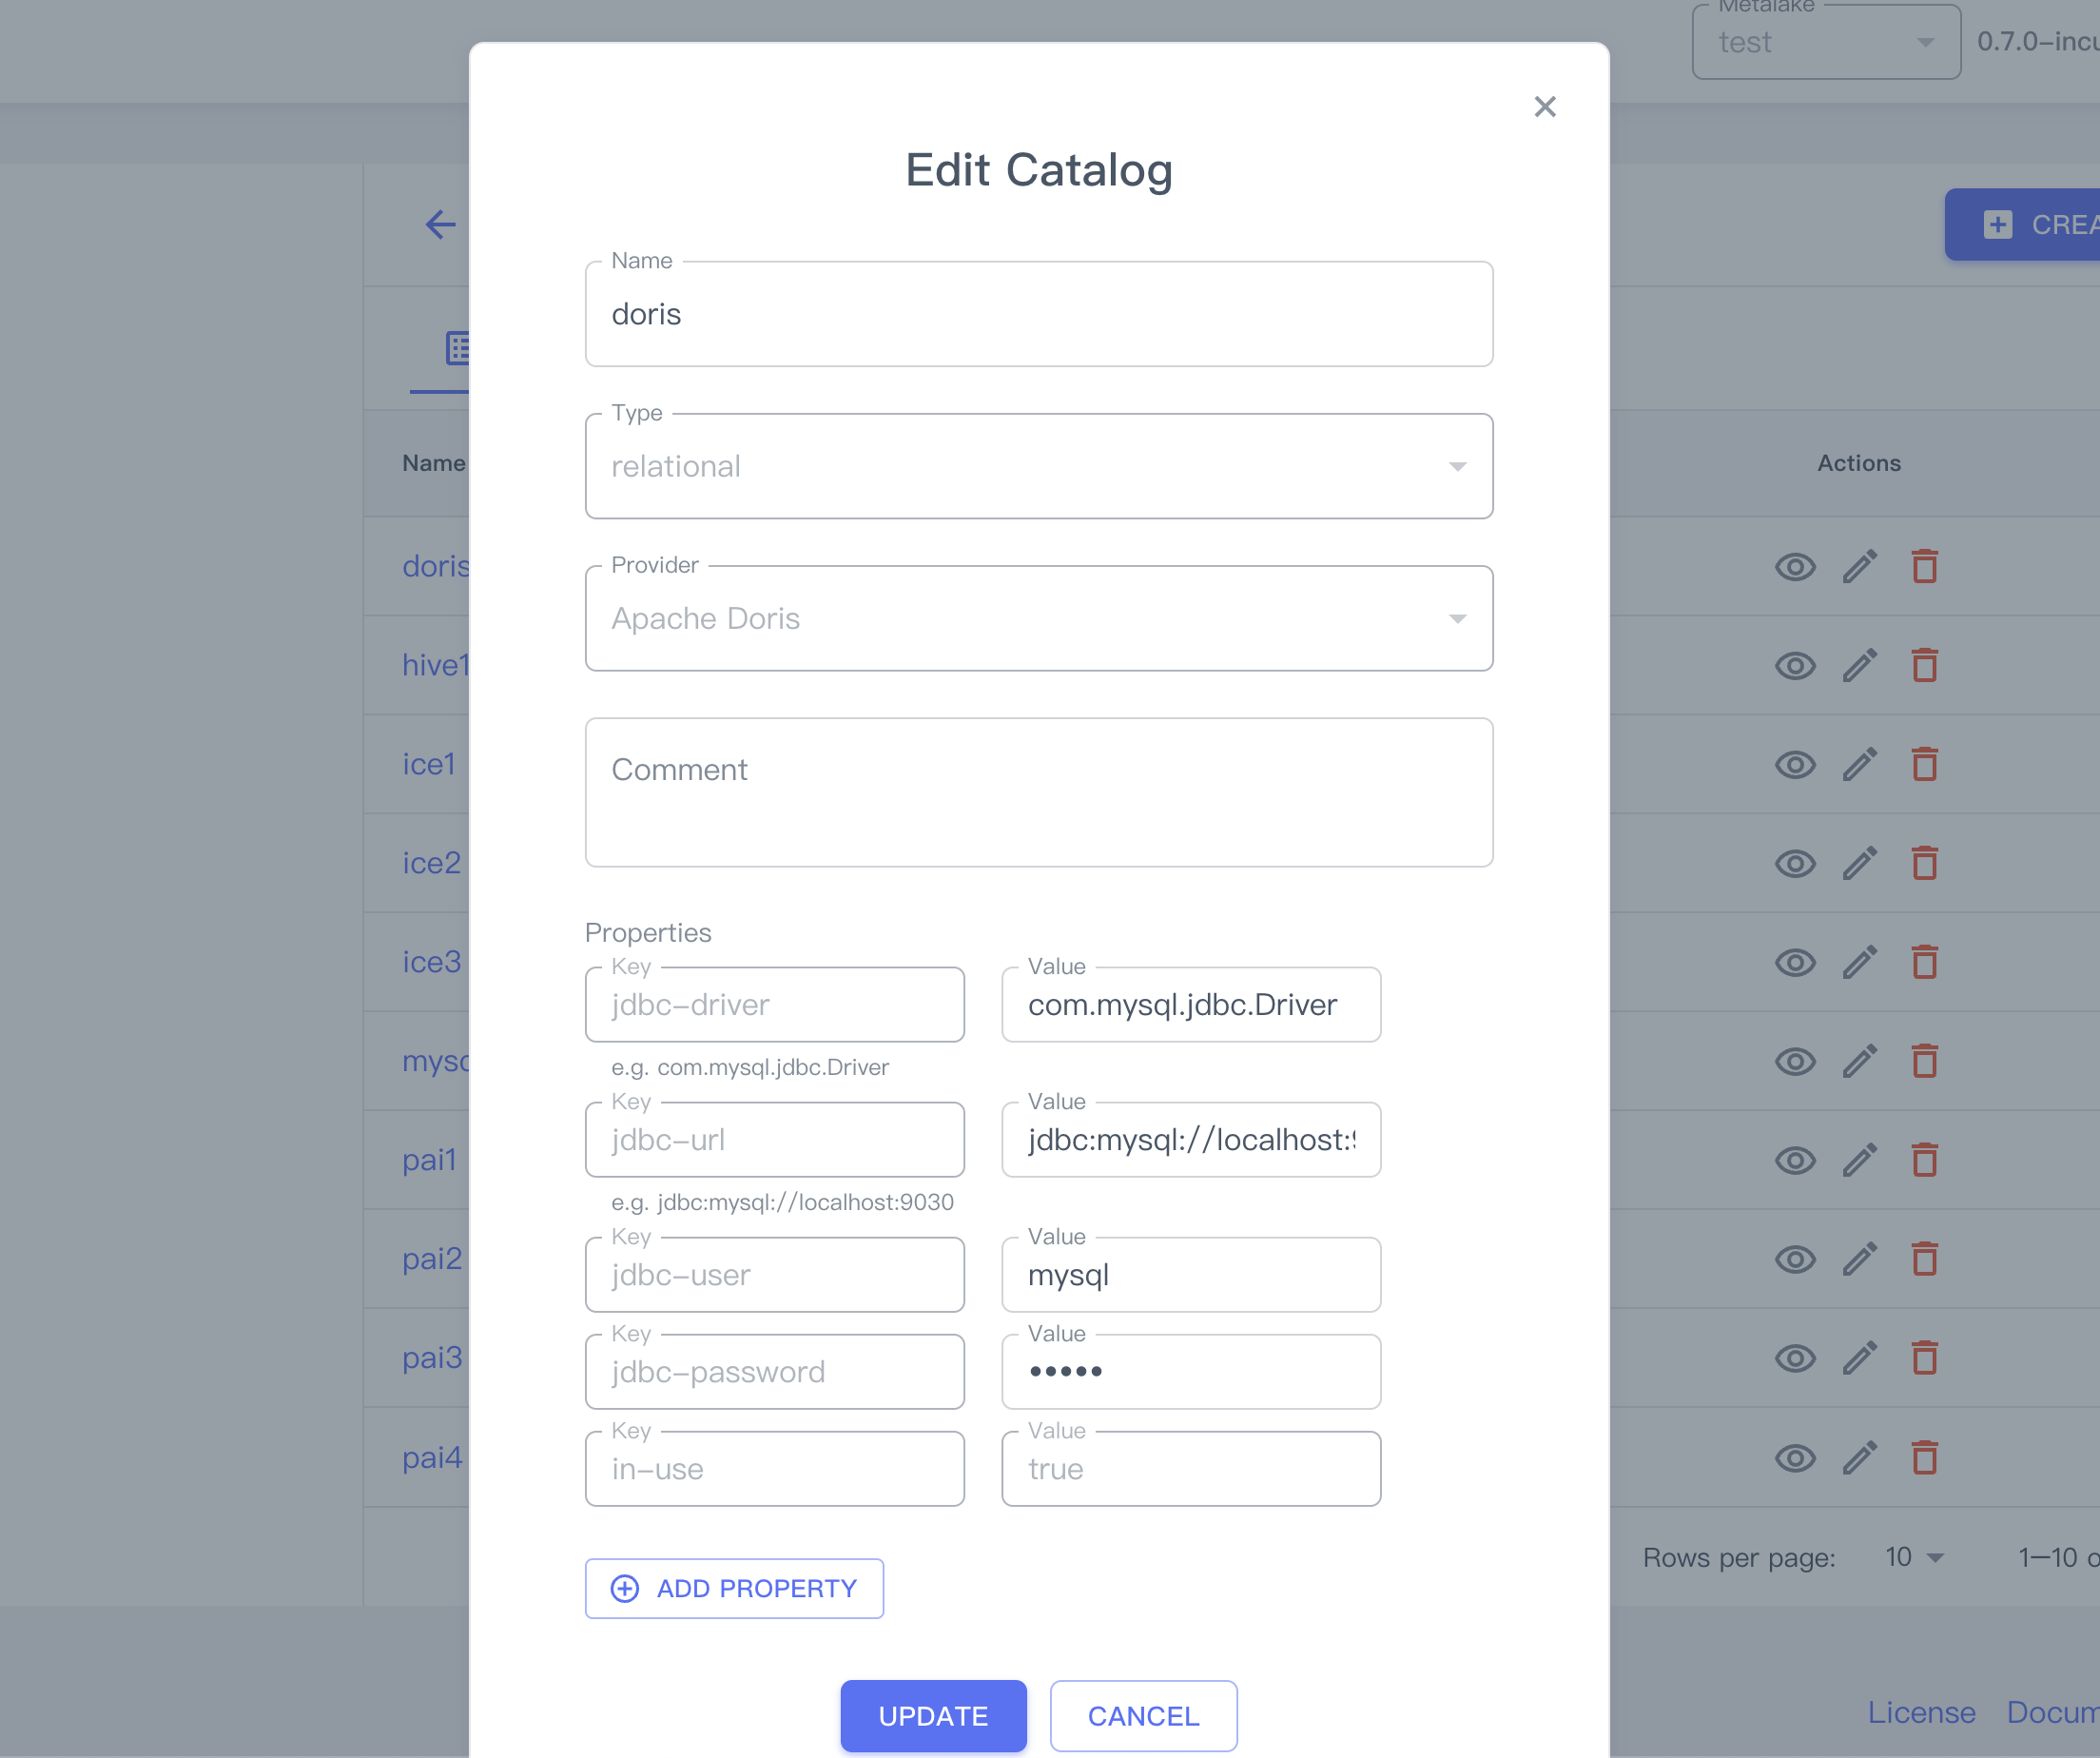 Metalake
test
0.7.0-incu
Edit Catalog
CREA
Name
doris
Type
relational
Name
Actions
Provider
Apache Doris
doris
hive1
ice1
ice2
ice3
mysq
pai1
pai2
pai3
pai4
Comment
Properties
Key
jdbc-driver
Value
com.mysql.jdbc.Driver
e.g. com.mysql.jdbc.Driver
Key
jdbc-url
Value
jdbc:mysql://localhost:
e.g. jdbc:mysql://localhost:9030
Key
jdbc-user
Value
mysql
Key
jdbc-password
Value
•••••
Key
in-use
Value
true
Rows per page: 10 1–10 o
ADD PROPERTY
UPDATE
CANCEL
License Docum